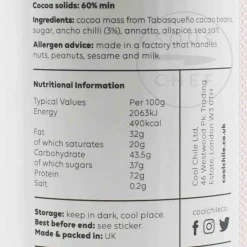 Cocoa solids: 60% min
Ingredients: cocoa mass from Tabasqueño cocoa beans,
sugar, ancho chilli (3%), annatto, allspice, sea salt.
Allergen advice: made in a factory that handles
nuts, peanuts, sesame and milk.
Nutritional Information
Typical Values Per 100g
Energy 2063kJ
490kcal
Fat 32g
of which saturates 20g
Carbohydrate 43.5g
of which sugars 37g
Protein 7.2g
Salt 0.2g
Storage: keep in dark, cool place.
Best before end: see sticker.
Made & packed in: UK
Cool Chile Ltd,
46 Westwood Pk. Trading
Estate, London W3 0TH
coolchileco